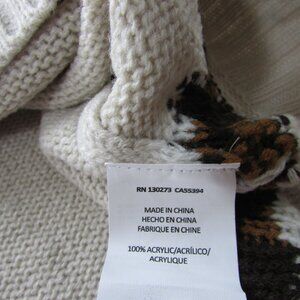 RN 130273 CA55394
MADE IN CHINA
HECHO EN CHINA
FABRIQUE EN CHINE
100% ACRYLIC/ACRÍLICO/
ACRYLIQUE